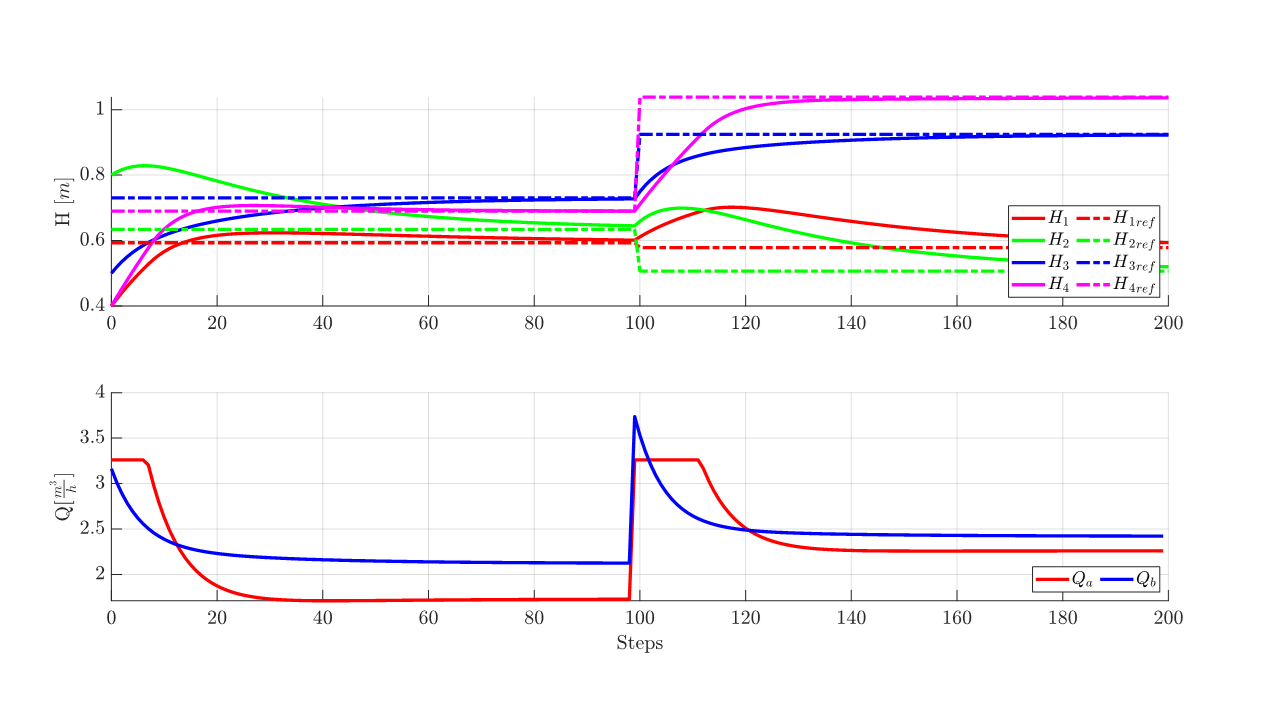 H [m]
1
0.8
0.6
0.4
0 20 40 60 80 100 120 140 160 180 200
H₁ H₁ref
H₂ H₂ref
H₃ H₃ref
H₄ H₄ref
Q[m³/h]
4
3.5
3
2.5
2
0 20 40 60 80 100 120 140 160 180 200
Qₐ Q_b
Steps